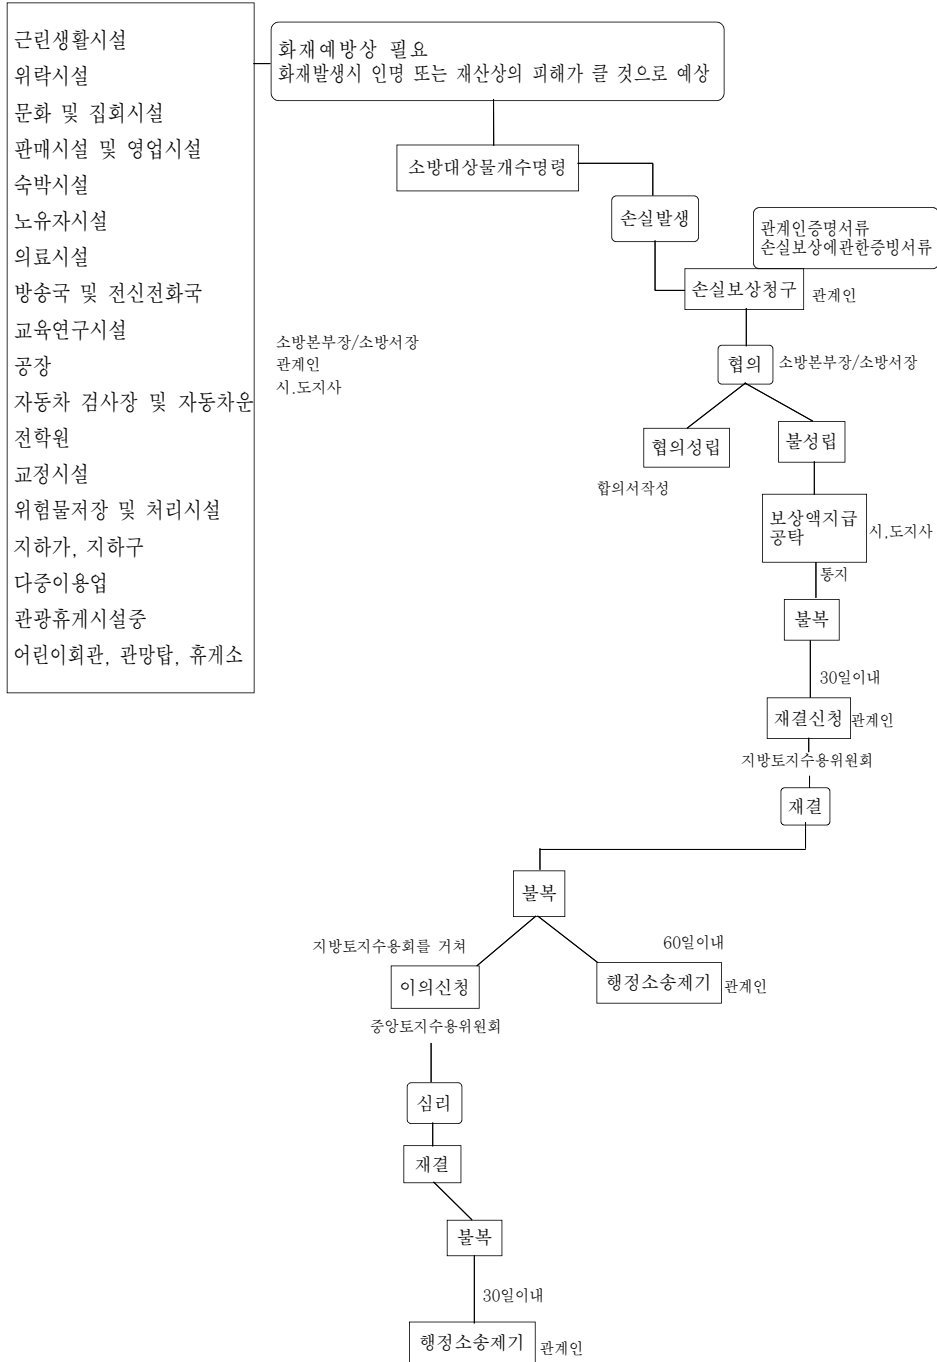 근린생활시설
위락시설
문화 및 집회시설
판매시설 및 영업시설
숙박시설
노유자시설
의료시설
방송국 및 전신전화국
교육연구시설
공장
자동차 검사장 및 자동차운
전학원
교정시설
위험물저장 및 처리시설
지하가, 지하구
다중이용업
관광휴게시설중
어린이회관, 관망탑, 휴게소
화재예방상 필요
화재발생시 인명 또는 재산상의 피해가 클 것으로 예상
소방대상물개수명령
손실발생
관계인증명서류
손실보상에관한증빙서류
손실보상청구
관계인
소방본부장/소방서장
관계인
시.도지사
협의
소방본부장/소방서장
협의성립
불성립
합의서작성
보상액지급
공탁
시,도지사
통지
불복
30일이내
재결신청
관계인
지방토지수용위원회
재결
불복
지방토지수용회를 거쳐
60일이내
이의신청
행정소송제기
관계인
중앙토지수용위원회
심리
재결
불복
30일이내
행정소송제기
관계인